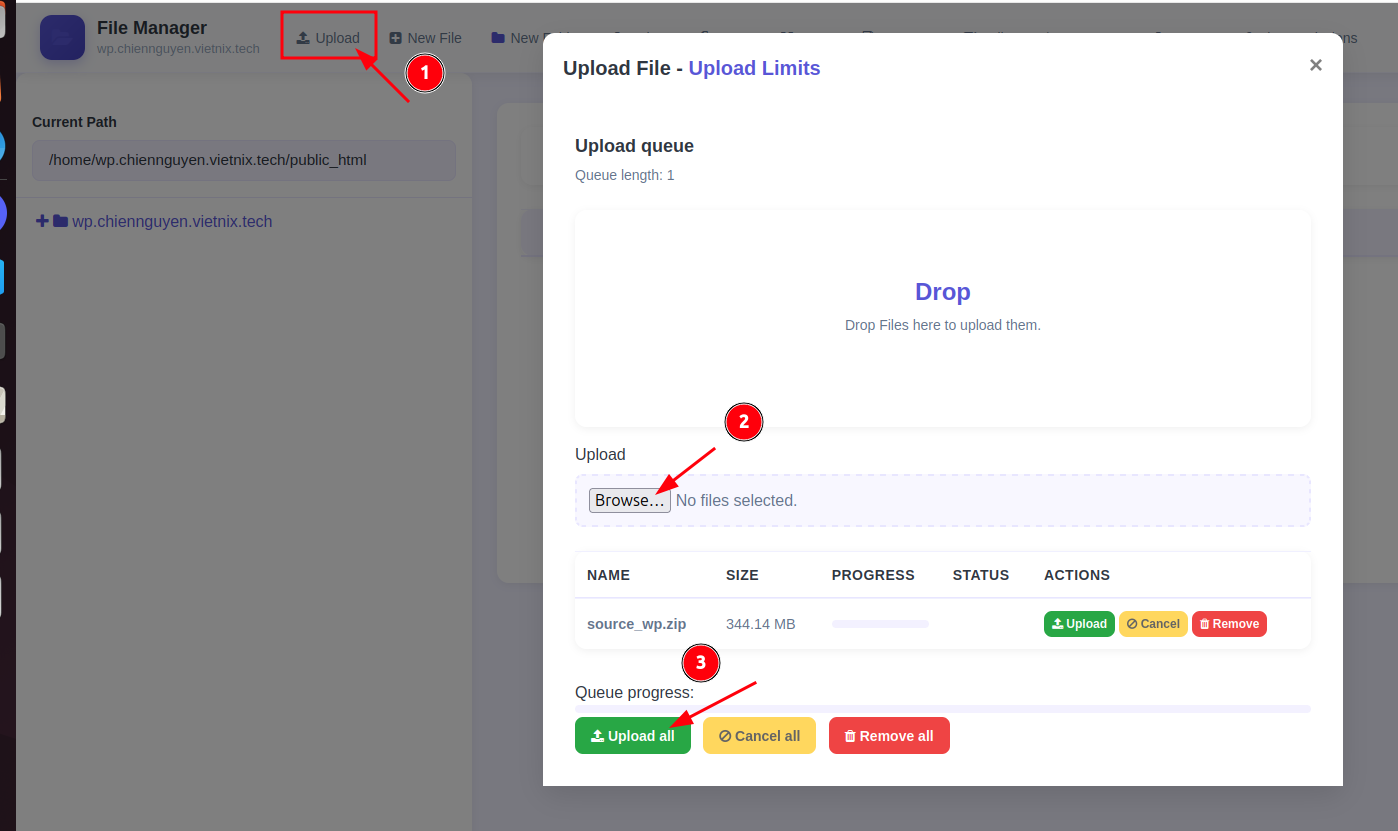 File Manager
wp.chiennguyen.vietnix.tech
Upload
New File
New
ns
1
Current Path
/home/wp.chiennguyen.vietnix.tech/public_html
wp.chiennguyen.vietnix.tech
Upload File - Upload Limits
×
Upload queue
Queue length: 1
Drop
Drop Files here to upload them.
2
Upload
Browse... No files selected.
NAME SIZE PROGRESS STATUS ACTIONS
source_wp.zip 344.14 MB Upload Cancel Remove
3
Queue progress:
Upload all Cancel all Remove all